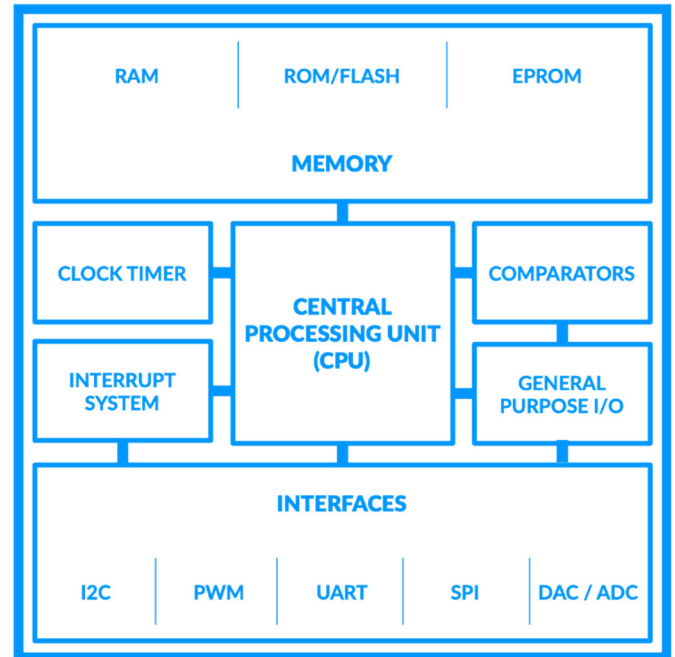 RAM
ROM/FLASH
EPROM
MEMORY
CLOCK TIMER
COMPARATORS
CENTRAL
PROCESSING UNIT
(CPU)
INTERRUPT
SYSTEM
GENERAL
PURPOSE I/O
INTERFACES
I2C
PWM
UART
SPI
DAC / ADC